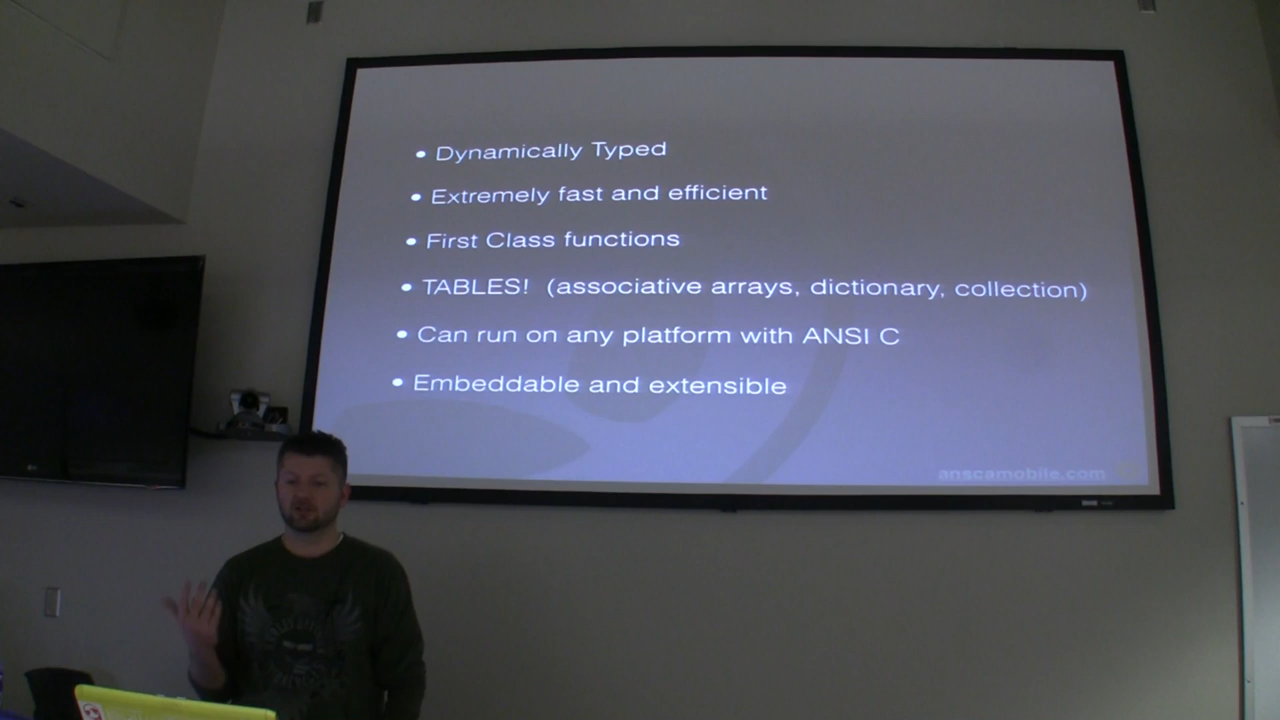 • Dynamically Typed
• Extremely fast and efficient
• First Class functions
• TABLES!  (associative arrays, dictionary, collection)
• Can run on any platform with ANSI C
• Embeddable and extensible
anscamobile.com